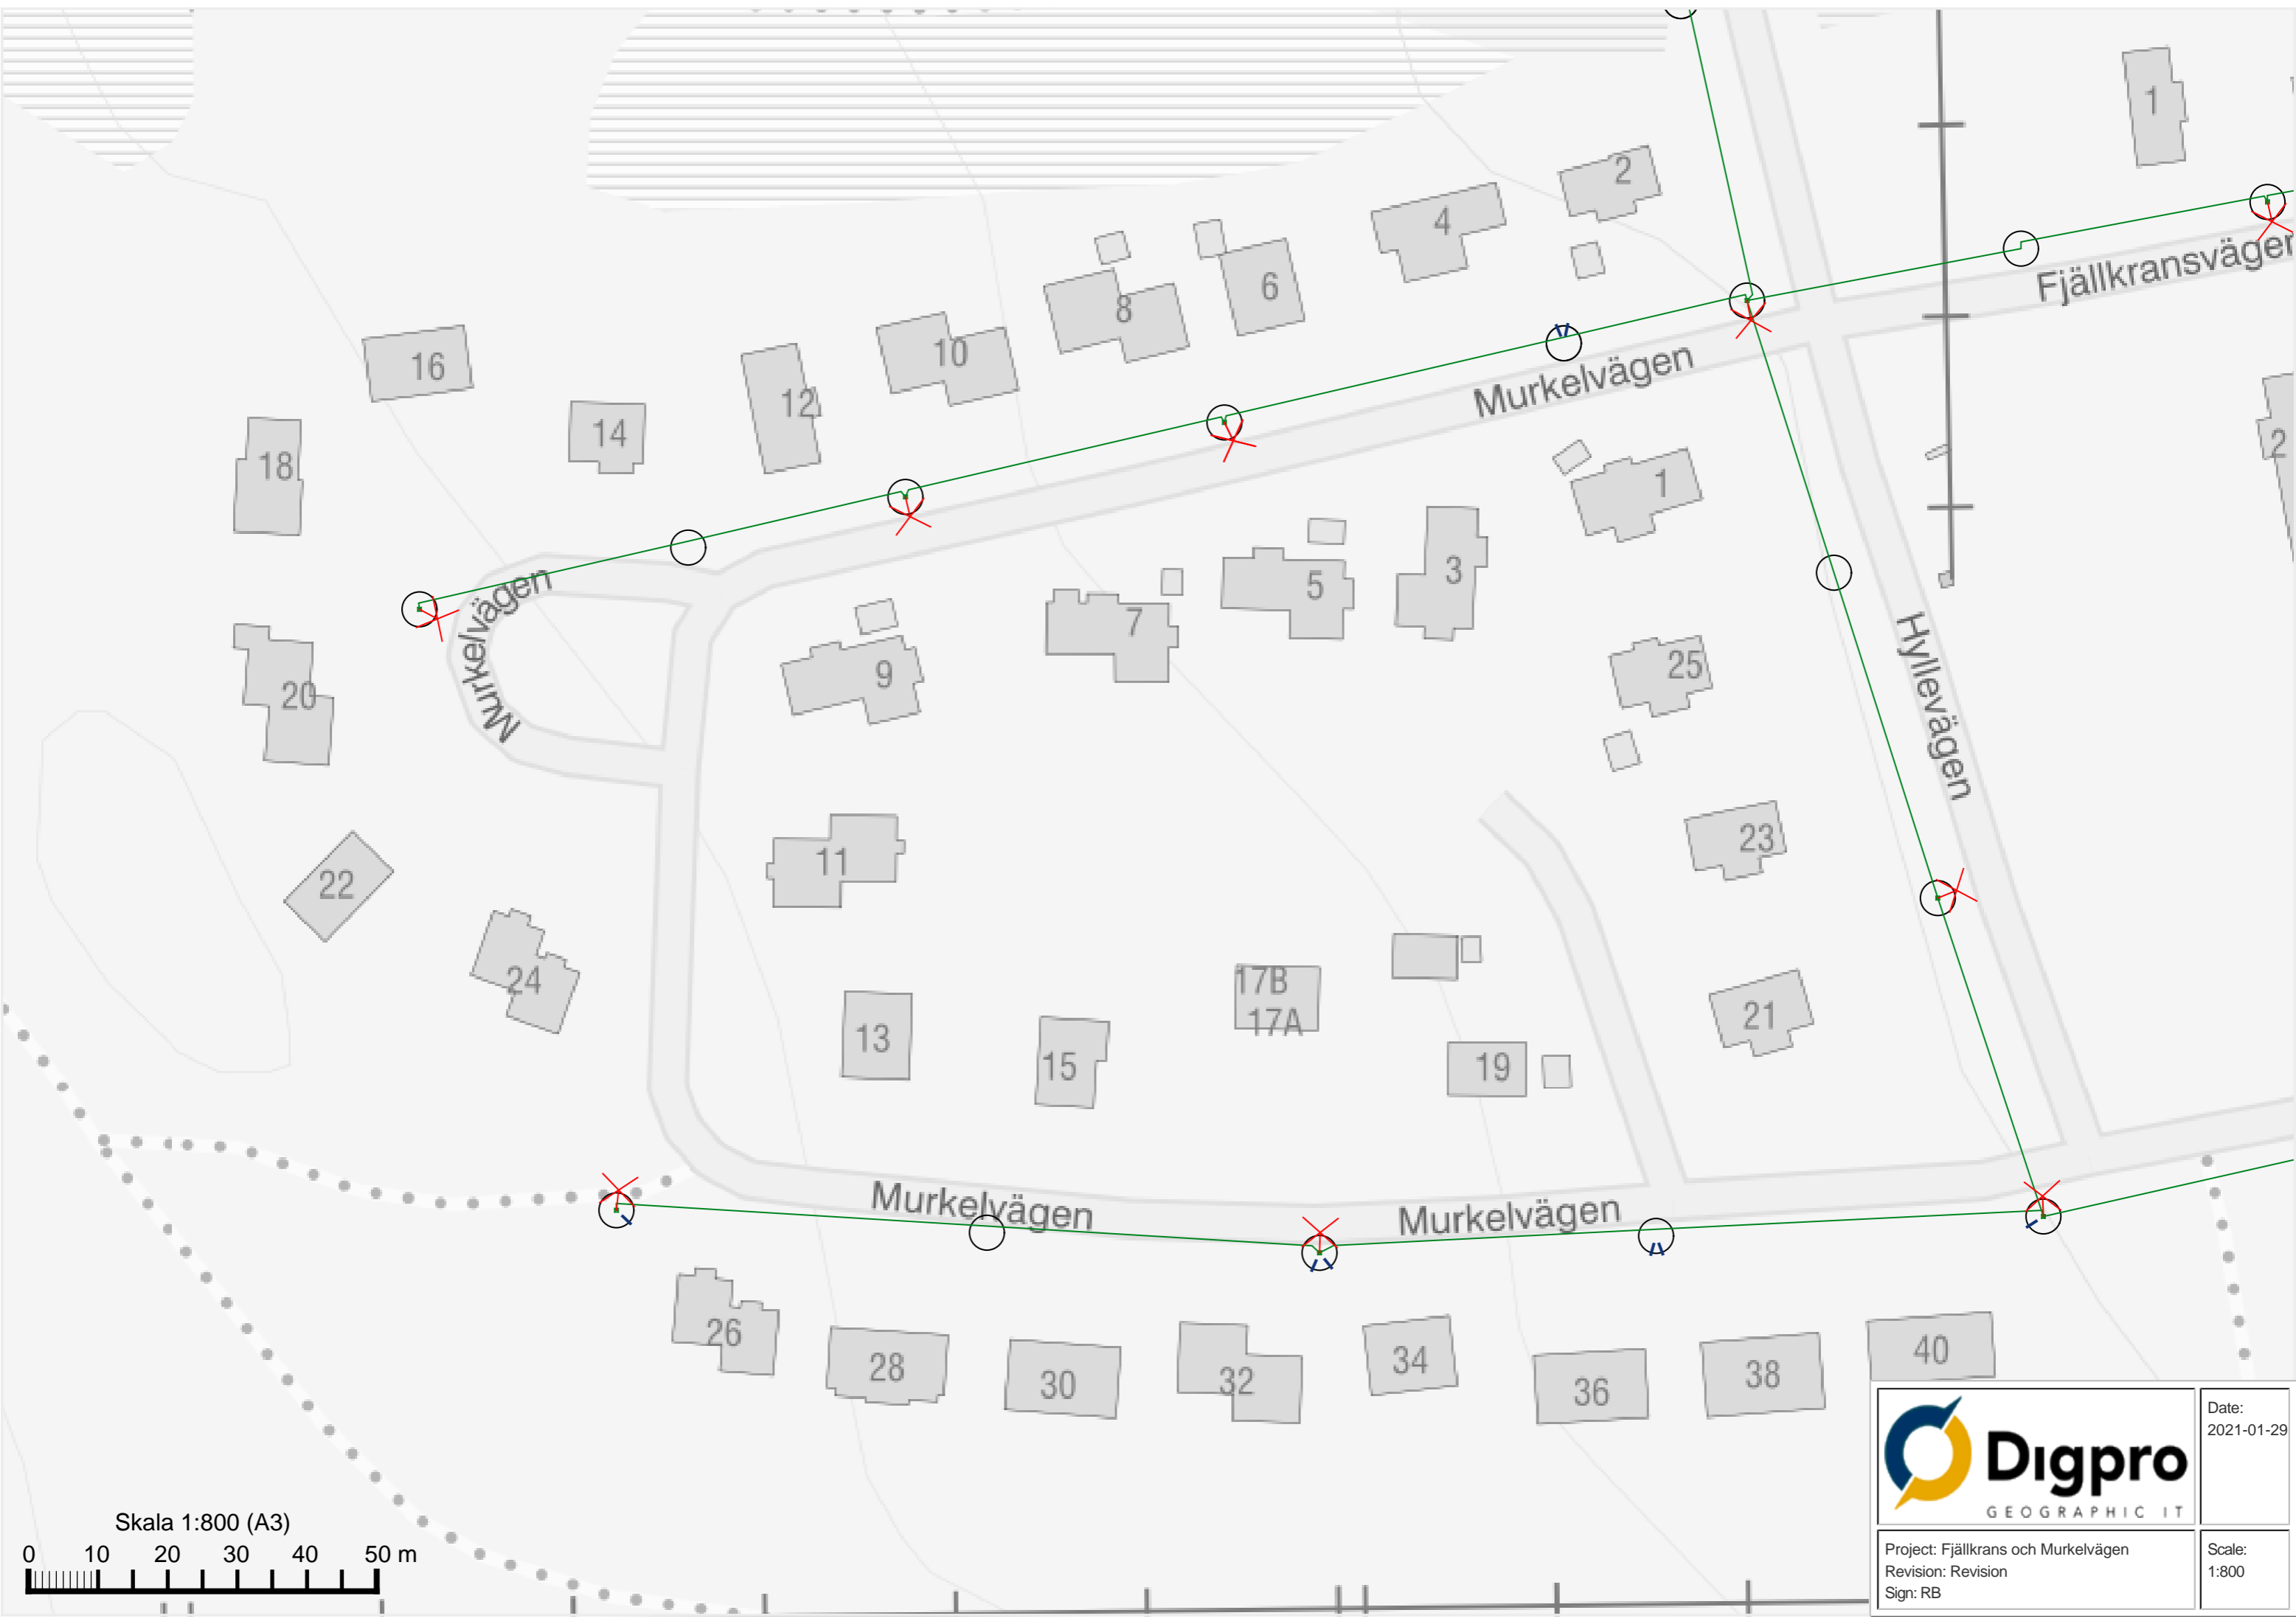 1
2
4
6
8
Fjällkransvägen
10
16
Murkelvägen
12
14
18
2
1
3
5
Murkelvägen
7
25
9
20
Hyllevägen
23
11
22
24
17B
17A
21
13
15
19
Murkelvägen
Murkelvägen
26
28
30
32
34
36
38
40
Skala 1:800 (A3)
0 10 20 30 40 50 m
Digpro
GEOGRAPHIC IT
Date:
2021-01-29
Project: Fjällkrans och Murkelvägen
Revision: Revision
Sign: RB
Scale:
1:800